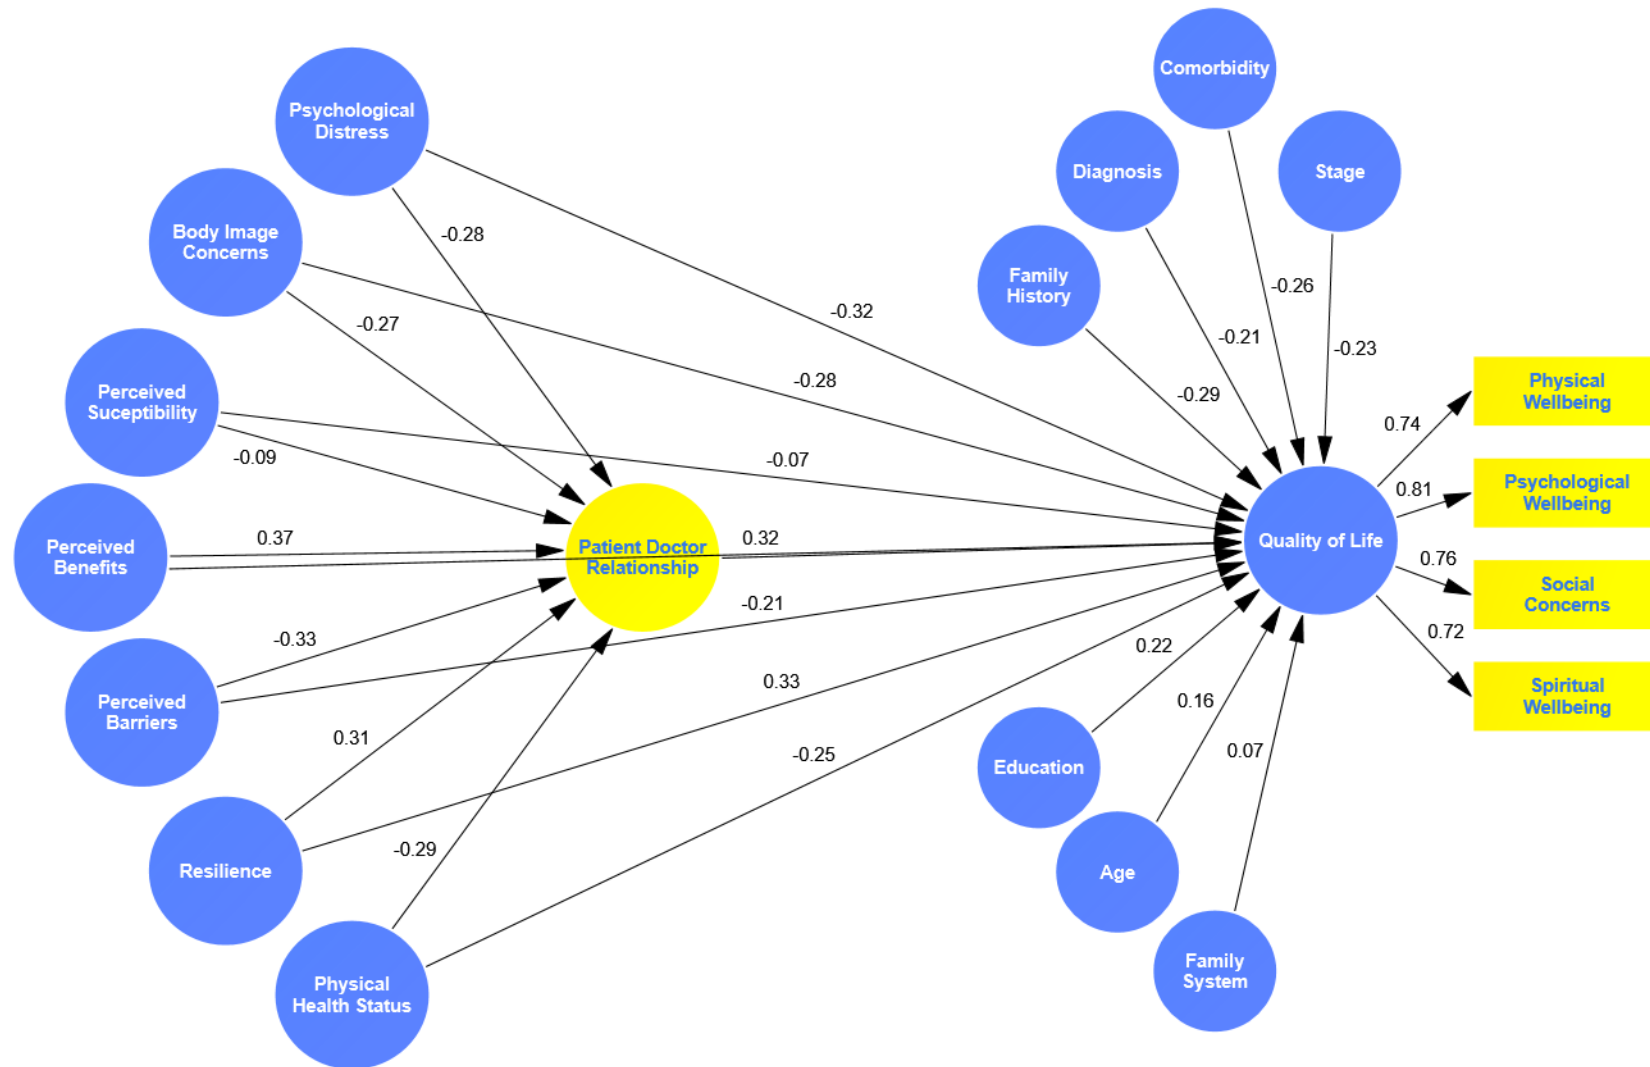 Comorbidity
Psychological
Distress
Diagnosis
Stage
Body Image
Concerns
-0.28
Family
History
-0.26
-0.32
-0.27
-0.21
-0.23
Perceived
Suceptibility
-0.28
-0.29
Physical
Wellbeing
0.74
-0.09
-0.07
0.81
Psychological
Wellbeing
Perceived
Benefits
0.37
Patient Doctor
Relationship
0.32
Quality of Life
0.76
Social
Concerns
-0.21
-0.33
0.22
0.72
Perceived
Barriers
0.33
0.16
Spiritual
Wellbeing
0.31
-0.25
Education
0.07
Resilience
-0.29
Age
Physical
Health Status
Family
System